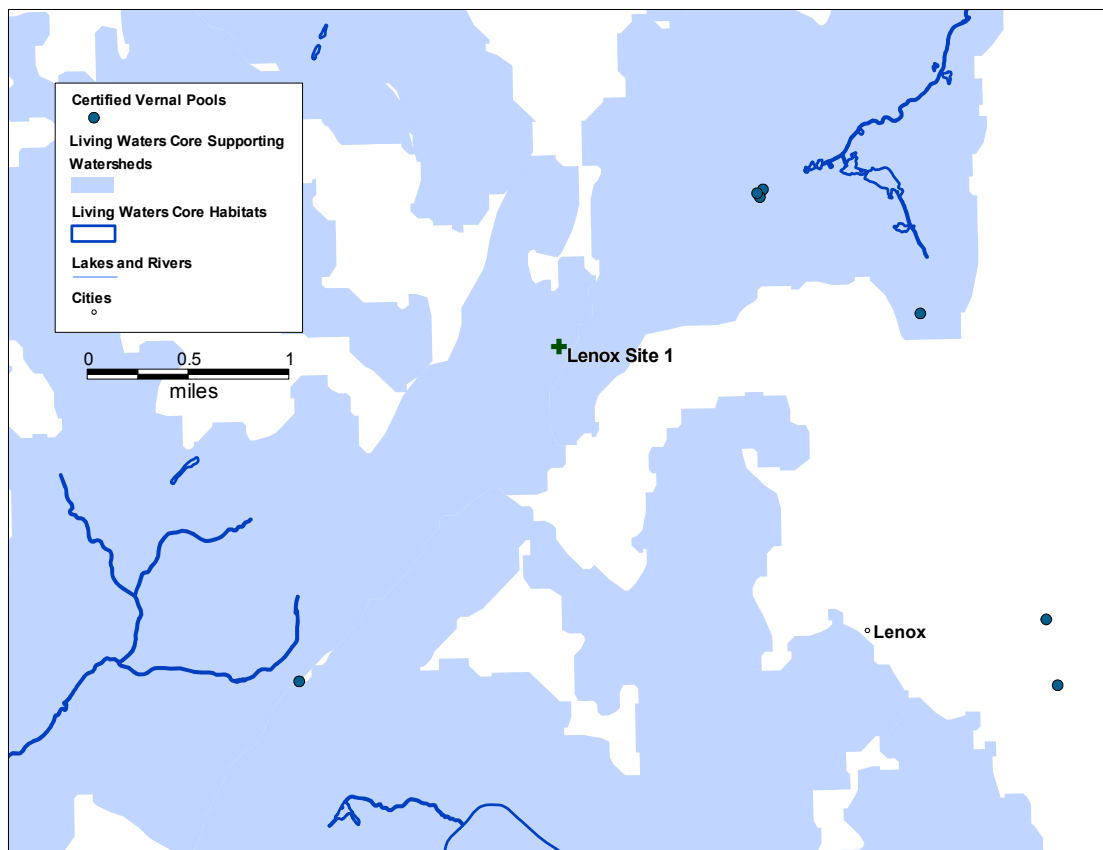 Certified Vernal Pools
Living Waters Core Supporting
Watersheds
Living Waters Core Habitats
Lakes and Rivers
Cities
0 0.5 1
miles
Lenox Site 1
Lenox